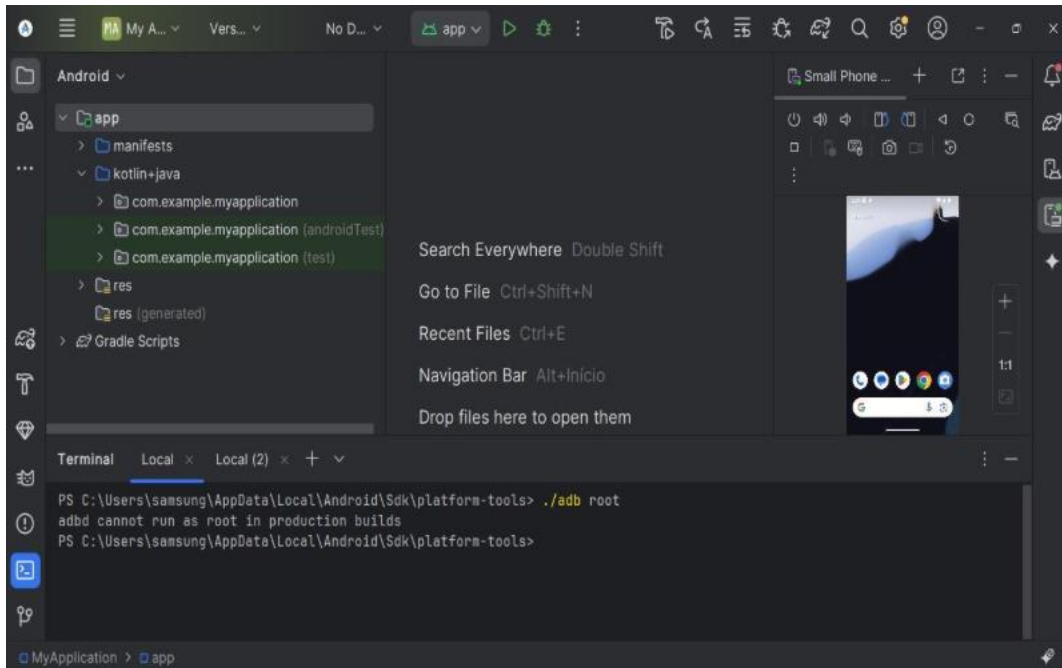 MA My A... Vers... No D... app
Android
Small Phone ...
app
manifests
kotlin+java
com.example.myapplication
com.example.myapplication (androidTest)
com.example.myapplication (test)
res
res (generated)
Gradle Scripts
Search Everywhere Double Shift
Go to File Ctrl+Shift+N
Recent Files Ctrl+E
Navigation Bar Alt+Início
Drop files here to open them
1:1
G
Terminal Local Local (2)
PS C:\Users\samsung\AppData\Local\Android\Sdk\platform-tools> ./adb root
adbd cannot run as root in production builds
PS C:\Users\samsung\AppData\Local\Android\Sdk\platform-tools>
MyApplication > app